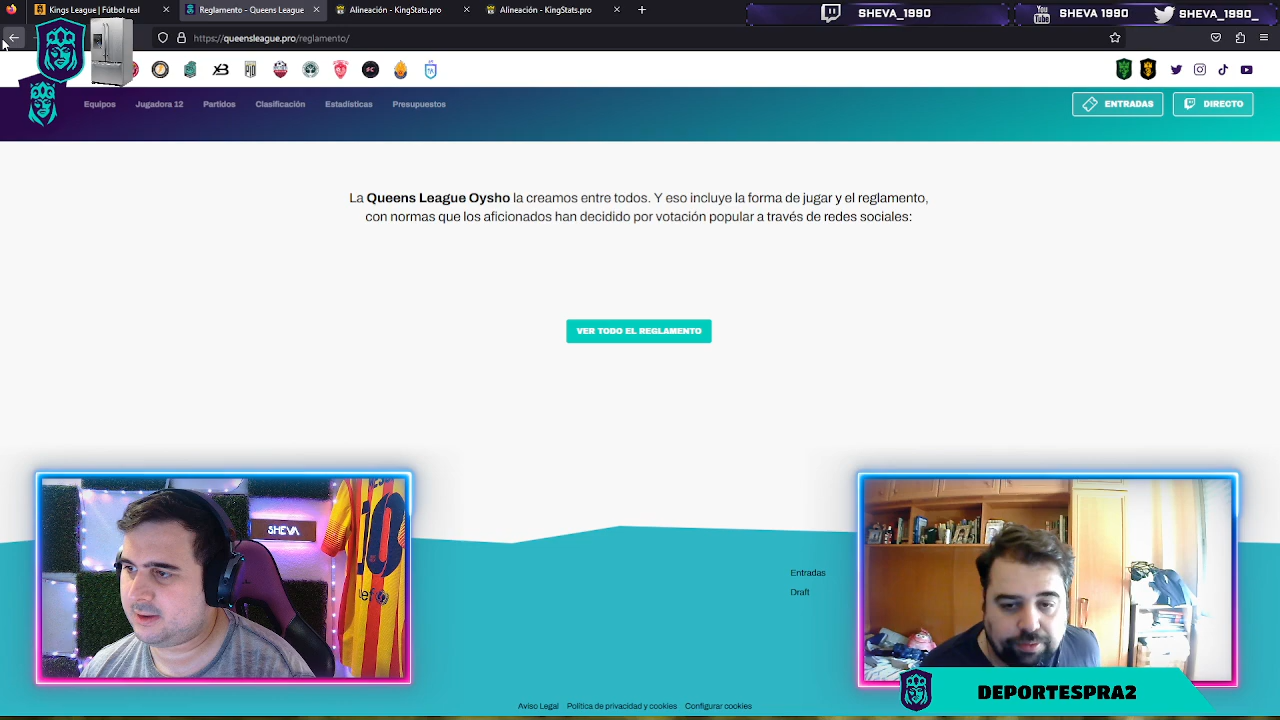 Kings League | Fútbol real
Reglamento – Queens League
Alineación - KingStats.pro
Alineación - KingStats.pro
SHEVA_1990
You Tube SHEVA 1990
SHEVA_1990_
https://queensleague.pro/reglamento/
Equipos Jugadora 12 Partidos Clasificación Estadísticas Presupuestos
ENTRADAS DIRECTO
La Queens League Oysho la creamos entre todos. Y eso incluye la forma de jugar y el reglamento,
con normas que los aficionados han decidido por votación popular a través de redes sociales:
VER TODO EL REGLAMENTO
SHEVA
10
Entradas
Draft
DEPORTESPRA2
Aviso Legal Política de privacidad y cookies Configurar cookies